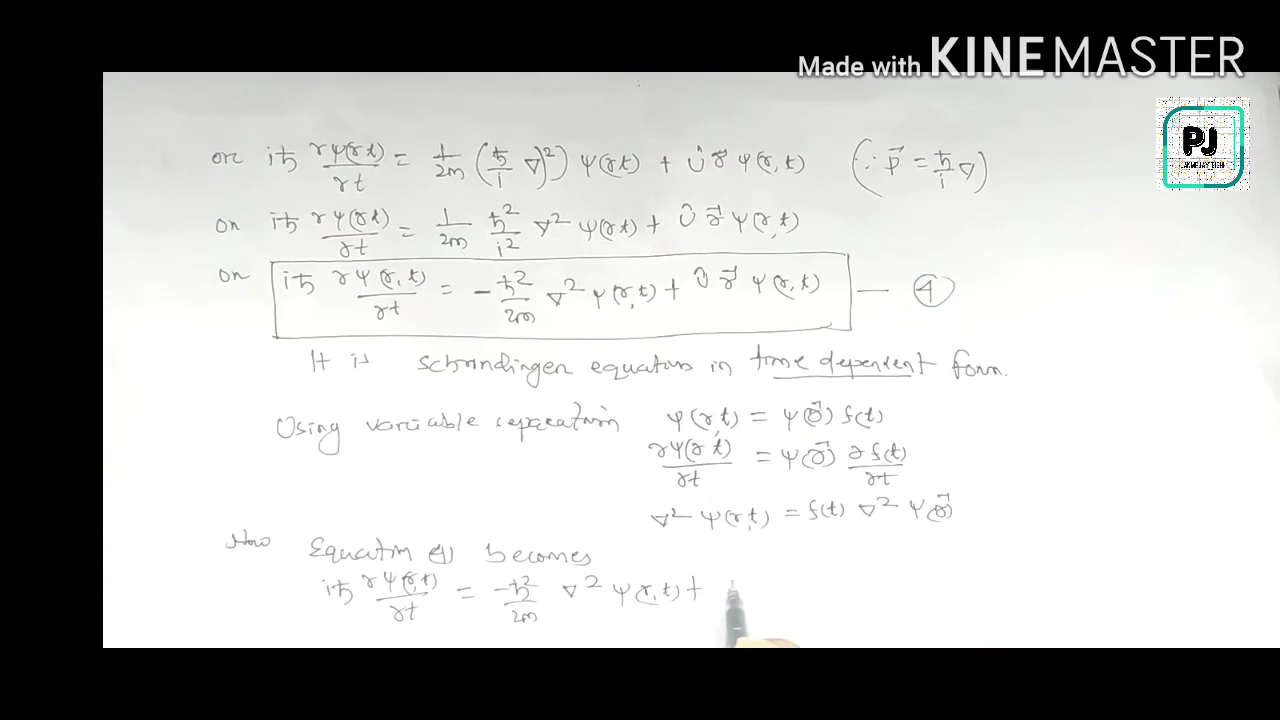 Made with KINEMASTER
PJ
or iħ ∂ψ(r,t)/∂t = 1/2m (ħ/i ∇)²) ψ(r,t) + U r⃗ ψ(r,t) (∵ p⃗ = ħ/i ∇)
or iħ ∂ψ(r,t)/∂t = 1/2m ħ²/i² ∇² ψ(r,t) + U r⃗ ψ(r,t)
or iħ ∂ψ(r,t)/∂t = -ħ²/2m ∇² ψ(r,t) + U r⃗ ψ(r,t) — 4
It is Schrondinger equation in time dependent form.
Using variable separation ψ(r,t) = ψ(r⃗) f(t)
∂ψ(r,t)/∂t = ψ(r⃗) ∂f(t)/∂t
∇² ψ(r,t) = f(t) ∇² ψ(r⃗)
Now Equation (4) becomes
iħ ∂ψ(r,t)/∂t = -ħ²/2m ∇² ψ(r,t) +